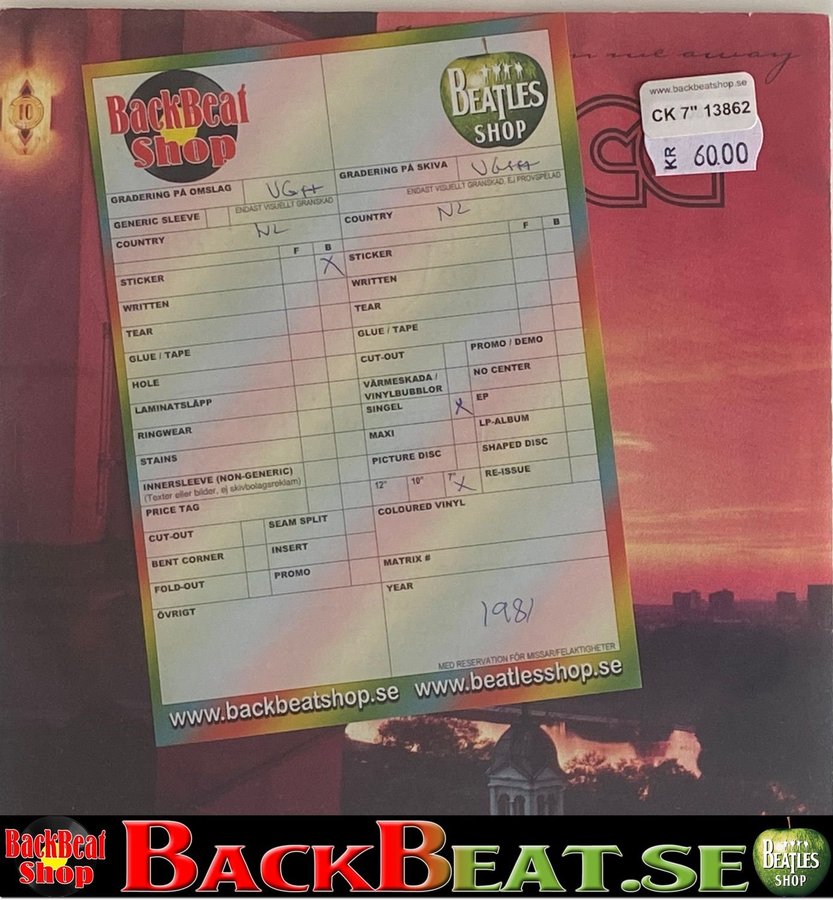 me away
10
www.backbeatshop.se
CK 7" 13862
KR 60.00
BackBeat
Shop
BEATLES
SHOP
GRADERING PÅ OMSLAG VG++
ENDAST VISUELLT GRANSKAD
GENERIC SLEEVE
COUNTRY NL
F B
STICKER X
WRITTEN
TEAR
GLUE / TAPE
HOLE
LAMINATSLÄPP
RINGWEAR
STAINS
INNERSLEEVE (NON-GENERIC)
(Texter eller bilder, ej skivbolagsreklam)
PRICE TAG
CUT-OUT SEAM SPLIT
BENT CORNER INSERT
FOLD-OUT PROMO
ÖVRIGT
GRADERING PÅ SKIVA VG++
ENDAST VISUELLT GRANSKAD, EJ PROVSPELAD
COUNTRY NL
F B
STICKER
WRITTEN
TEAR
GLUE / TAPE
CUT-OUT PROMO / DEMO
VÄRMESKADA /
VINYLBUBBLOR NO CENTER
SINGEL X EP
MAXI LP-ALBUM
PICTURE DISC SHAPED DISC
12" 10" 7" X RE-ISSUE
COLOURED VINYL
MATRIX #
YEAR
1981
MED RESERVATION FÖR MISSAR/FELAKTIGHETER
www.backbeatshop.se www.beatlesshop.se
BackBeat
Shop
BACKBEAT.SE
BEATLES
SHOP